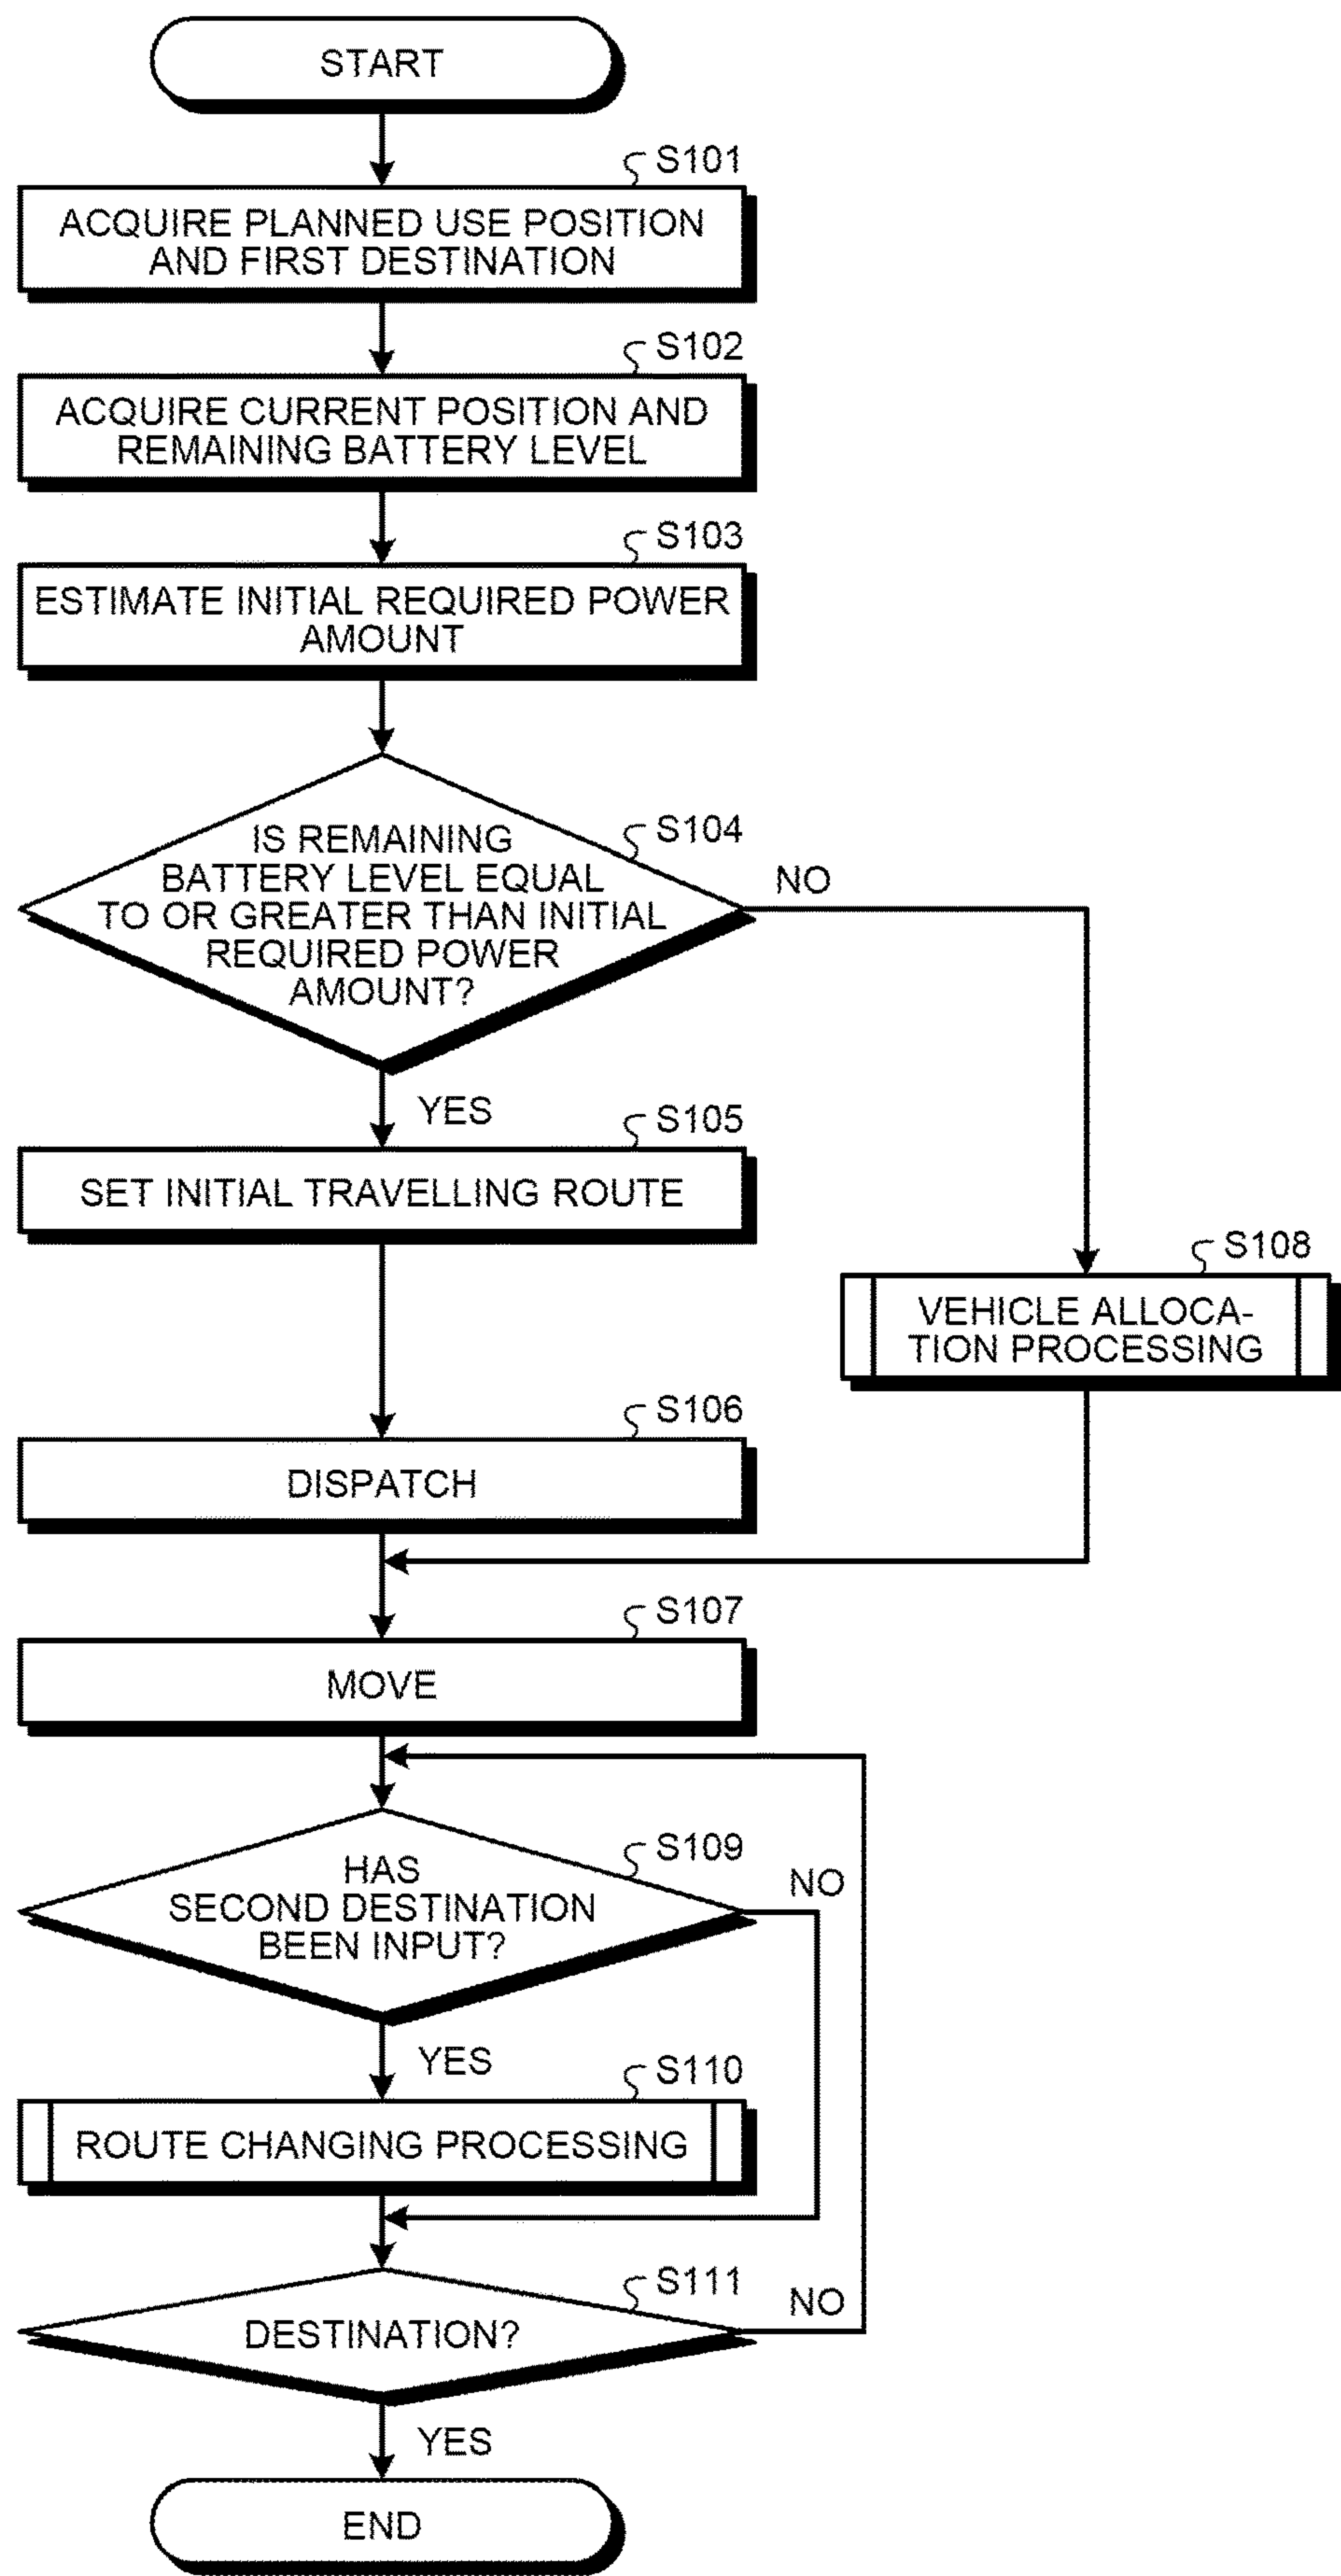 START
S101
ACQUIRE PLANNED USE POSITION
AND FIRST DESTINATION
S102
ACQUIRE CURRENT POSITION AND
REMAINING BATTERY LEVEL
S103
ESTIMATE INITIAL REQUIRED POWER
AMOUNT
S104
IS REMAINING
BATTERY LEVEL EQUAL
TO OR GREATER THAN INITIAL
REQUIRED POWER
AMOUNT?
NO
YES
S105
SET INITIAL TRAVELLING ROUTE
S108
VEHICLE ALLOCA-
TION PROCESSING
S106
DISPATCH
S107
MOVE
S109
HAS
SECOND DESTINATION
BEEN INPUT?
NO
YES
S110
ROUTE CHANGING PROCESSING
S111
DESTINATION?
NO
YES
END